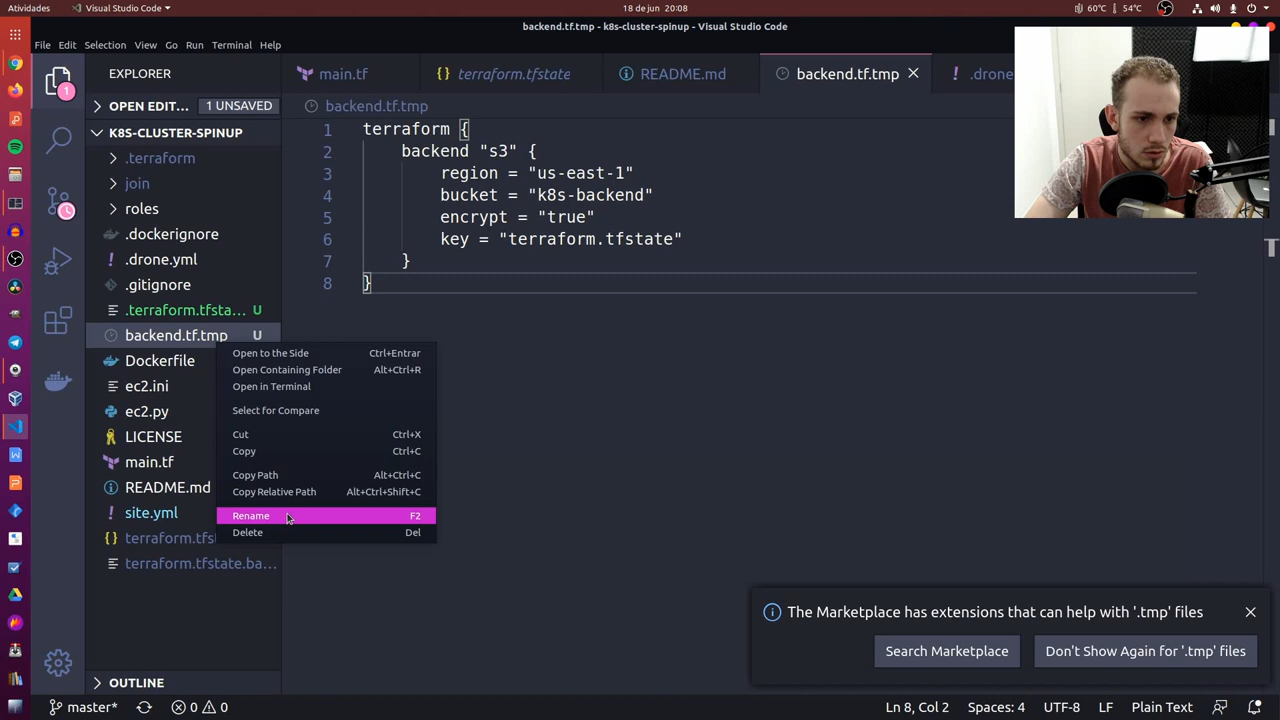 Atividades
Visual Studio Code
18 de jun 20:08
60°C
54°C
backend.tf.tmp - k8s-cluster-spinup - Visual Studio Code
File Edit Selection View Go Run Terminal Help
EXPLORER
main.tf
terraform.tfstate
README.md
backend.tf.tmp
.drone
OPEN EDIT... 1 UNSAVED
backend.tf.tmp
K8S-CLUSTER-SPINUP
.terraform
join
roles
.dockerignore
.drone.yml
.gitignore
.terraform.tfsta... U
backend.tf.tmp U
Dockerfile
ec2.ini
ec2.py
LICENSE
main.tf
README.md
site.yml
terraform.tfst
terraform.tfstate.ba...
OUTLINE
1
1 terraform {
2 backend "s3" {
3 region = "us-east-1"
4 bucket = "k8s-backend"
5 encrypt = "true"
6 key = "terraform.tfstate"
7 }
8 }
Open to the Side Ctrl+Entrar
Open Containing Folder Alt+Ctrl+R
Open in Terminal
Select for Compare
Cut Ctrl+X
Copy Ctrl+C
Copy Path Alt+Ctrl+C
Copy Relative Path Alt+Ctrl+Shift+C
Rename F2
Delete Del
The Marketplace has extensions that can help with '.tmp' files
Search Marketplace
Don't Show Again for '.tmp' files
master* 0 0 Ln 8, Col 2 Spaces: 4 UTF-8 LF Plain Text